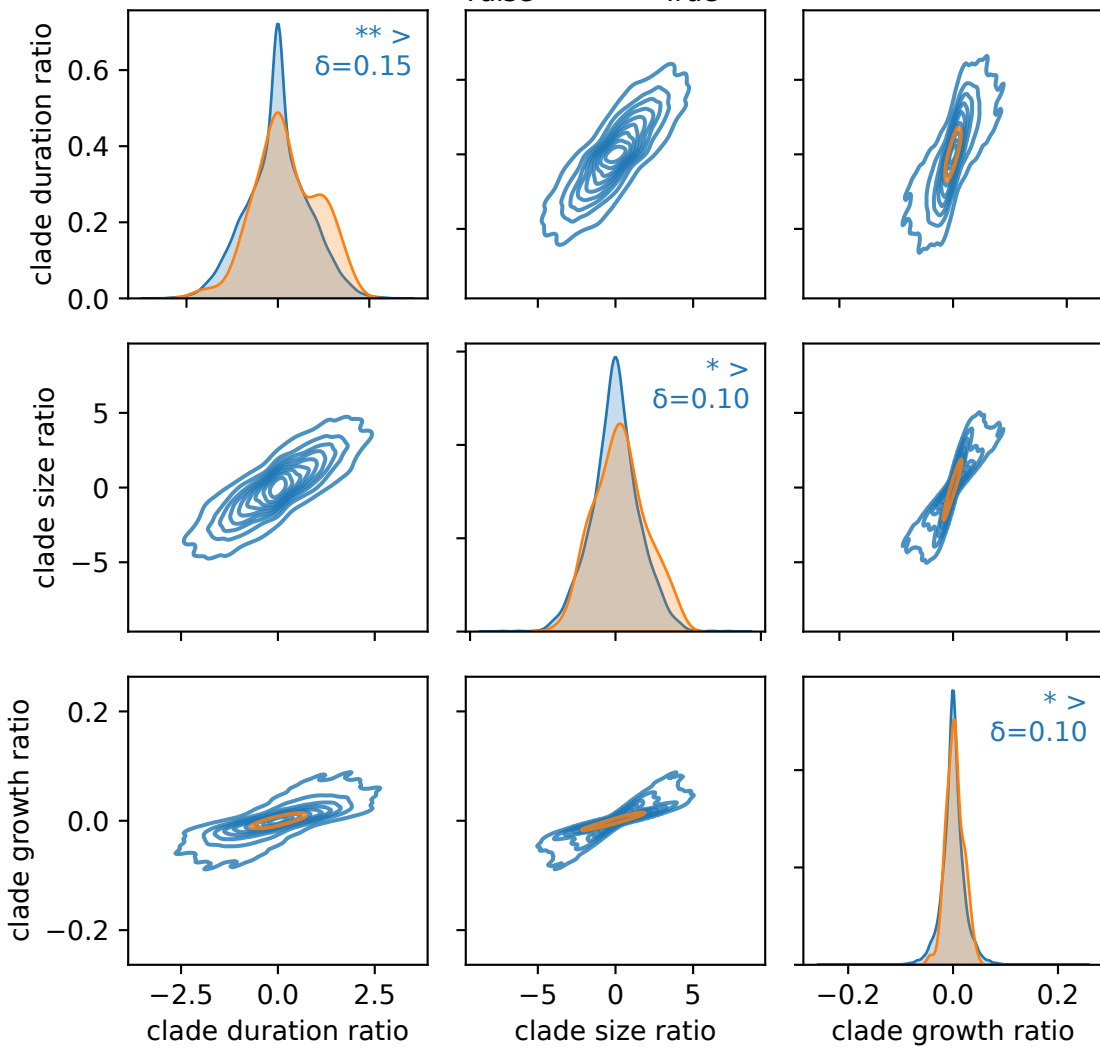 clade duration ratio
0.6
0.4
0.2
0.0
** >
δ=0.15
clade size ratio
5
0
−5
* >
δ=0.10
clade growth ratio
0.2
0.0
−0.2
* >
δ=0.10
−2.5 0.0 2.5
−5 0 5
−0.2 0.0 0.2
clade duration ratio
clade size ratio
clade growth ratio